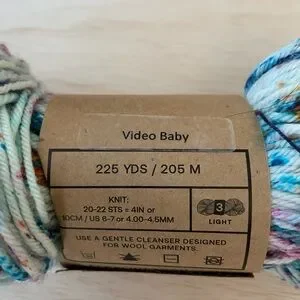 Video Baby
225 YDS / 205 M
KNIT:
20-22 STS = 4IN or
10CM / US 6-7 or 4.00-4.5MM
3
LIGHT
USE A GENTLE CLEANSER DESIGNED
FOR WOOL GARMENTS.